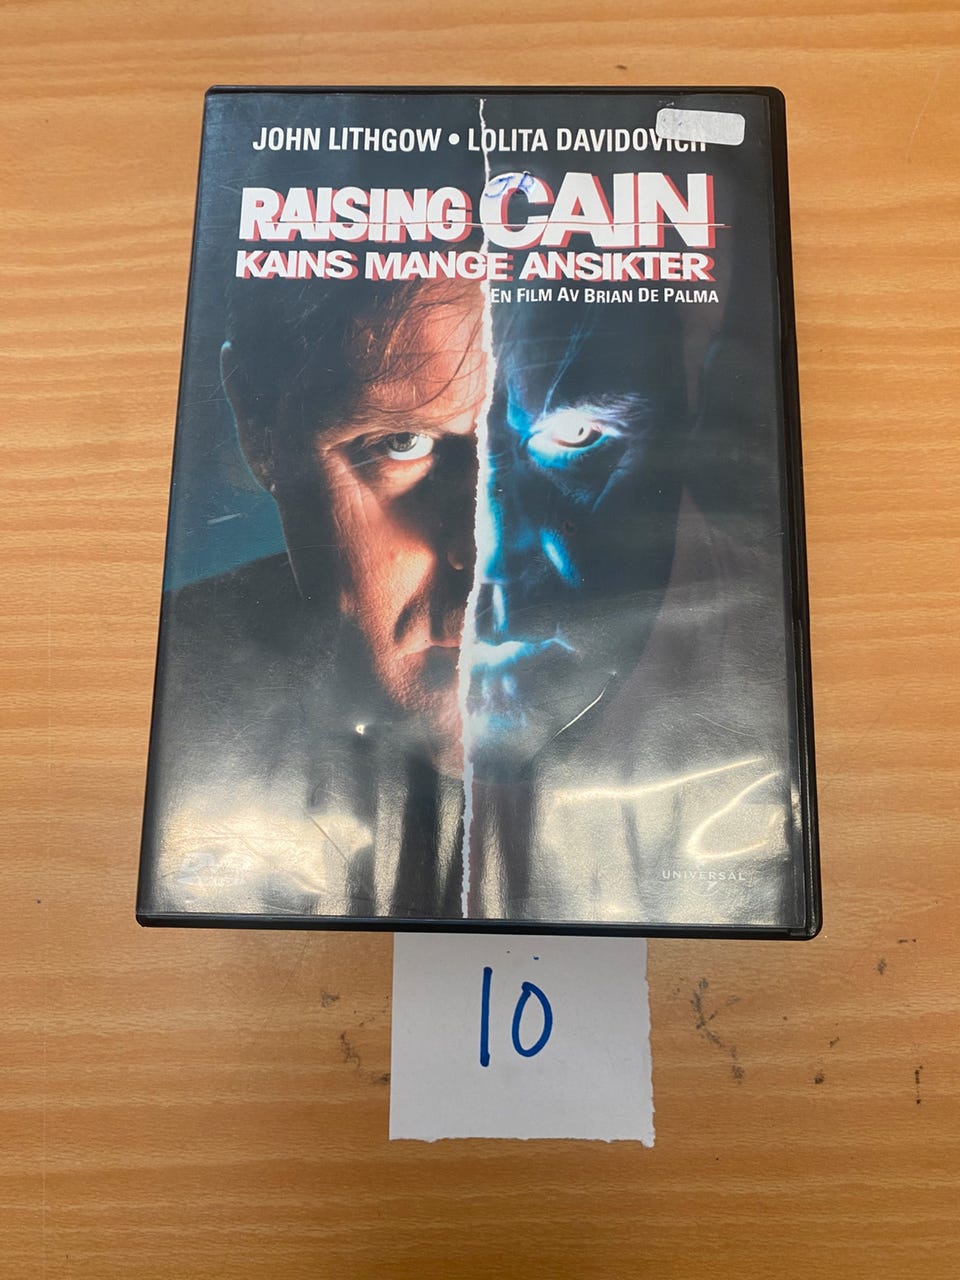 JOHN LITHGOW • LOLITA DAVIDOVICH
RAISING CAIN
KAINS MANGE ANSIKTER
EN FILM AV BRIAN DE PALMA
UNIVERSAL
10